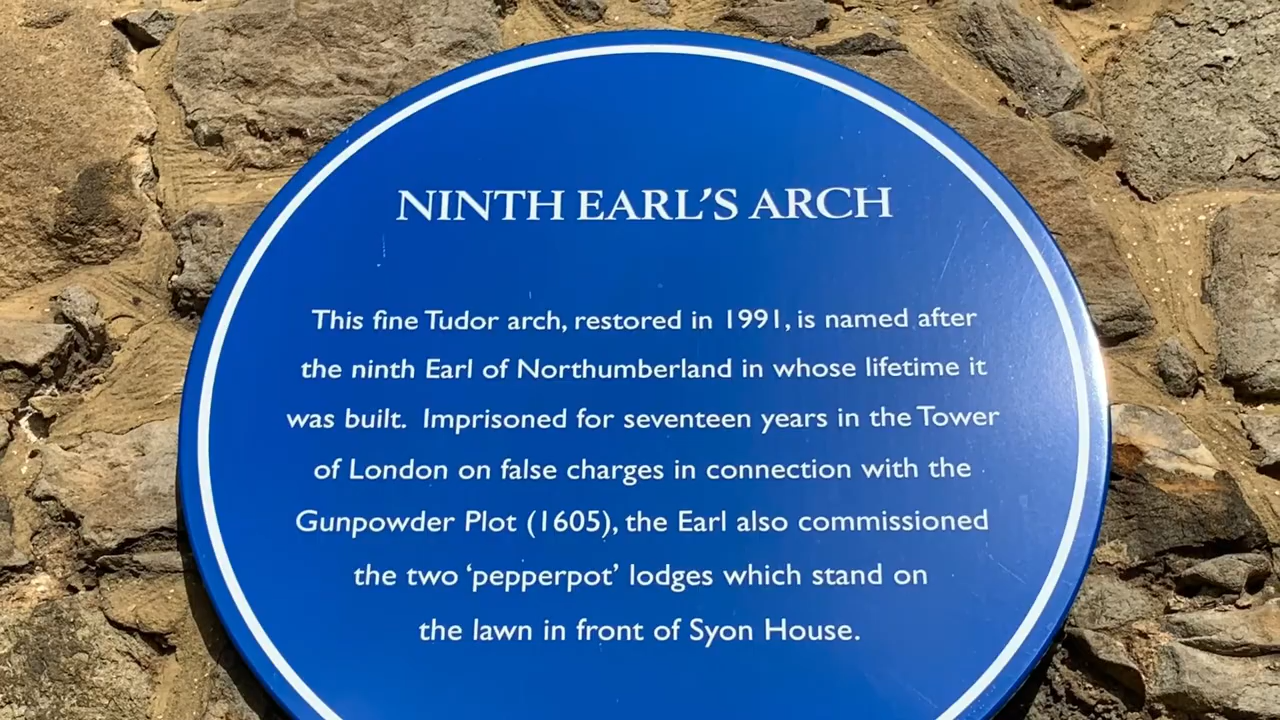 NINTH EARL’S ARCH
This fine Tudor arch, restored in 1991, is named after
the ninth Earl of Northumberland in whose lifetime it
was built. Imprisoned for seventeen years in the Tower
of London on false charges in connection with the
Gunpowder Plot (1605), the Earl also commissioned
the two ‘pepperpot’ lodges which stand on
the lawn in front of Syon House.